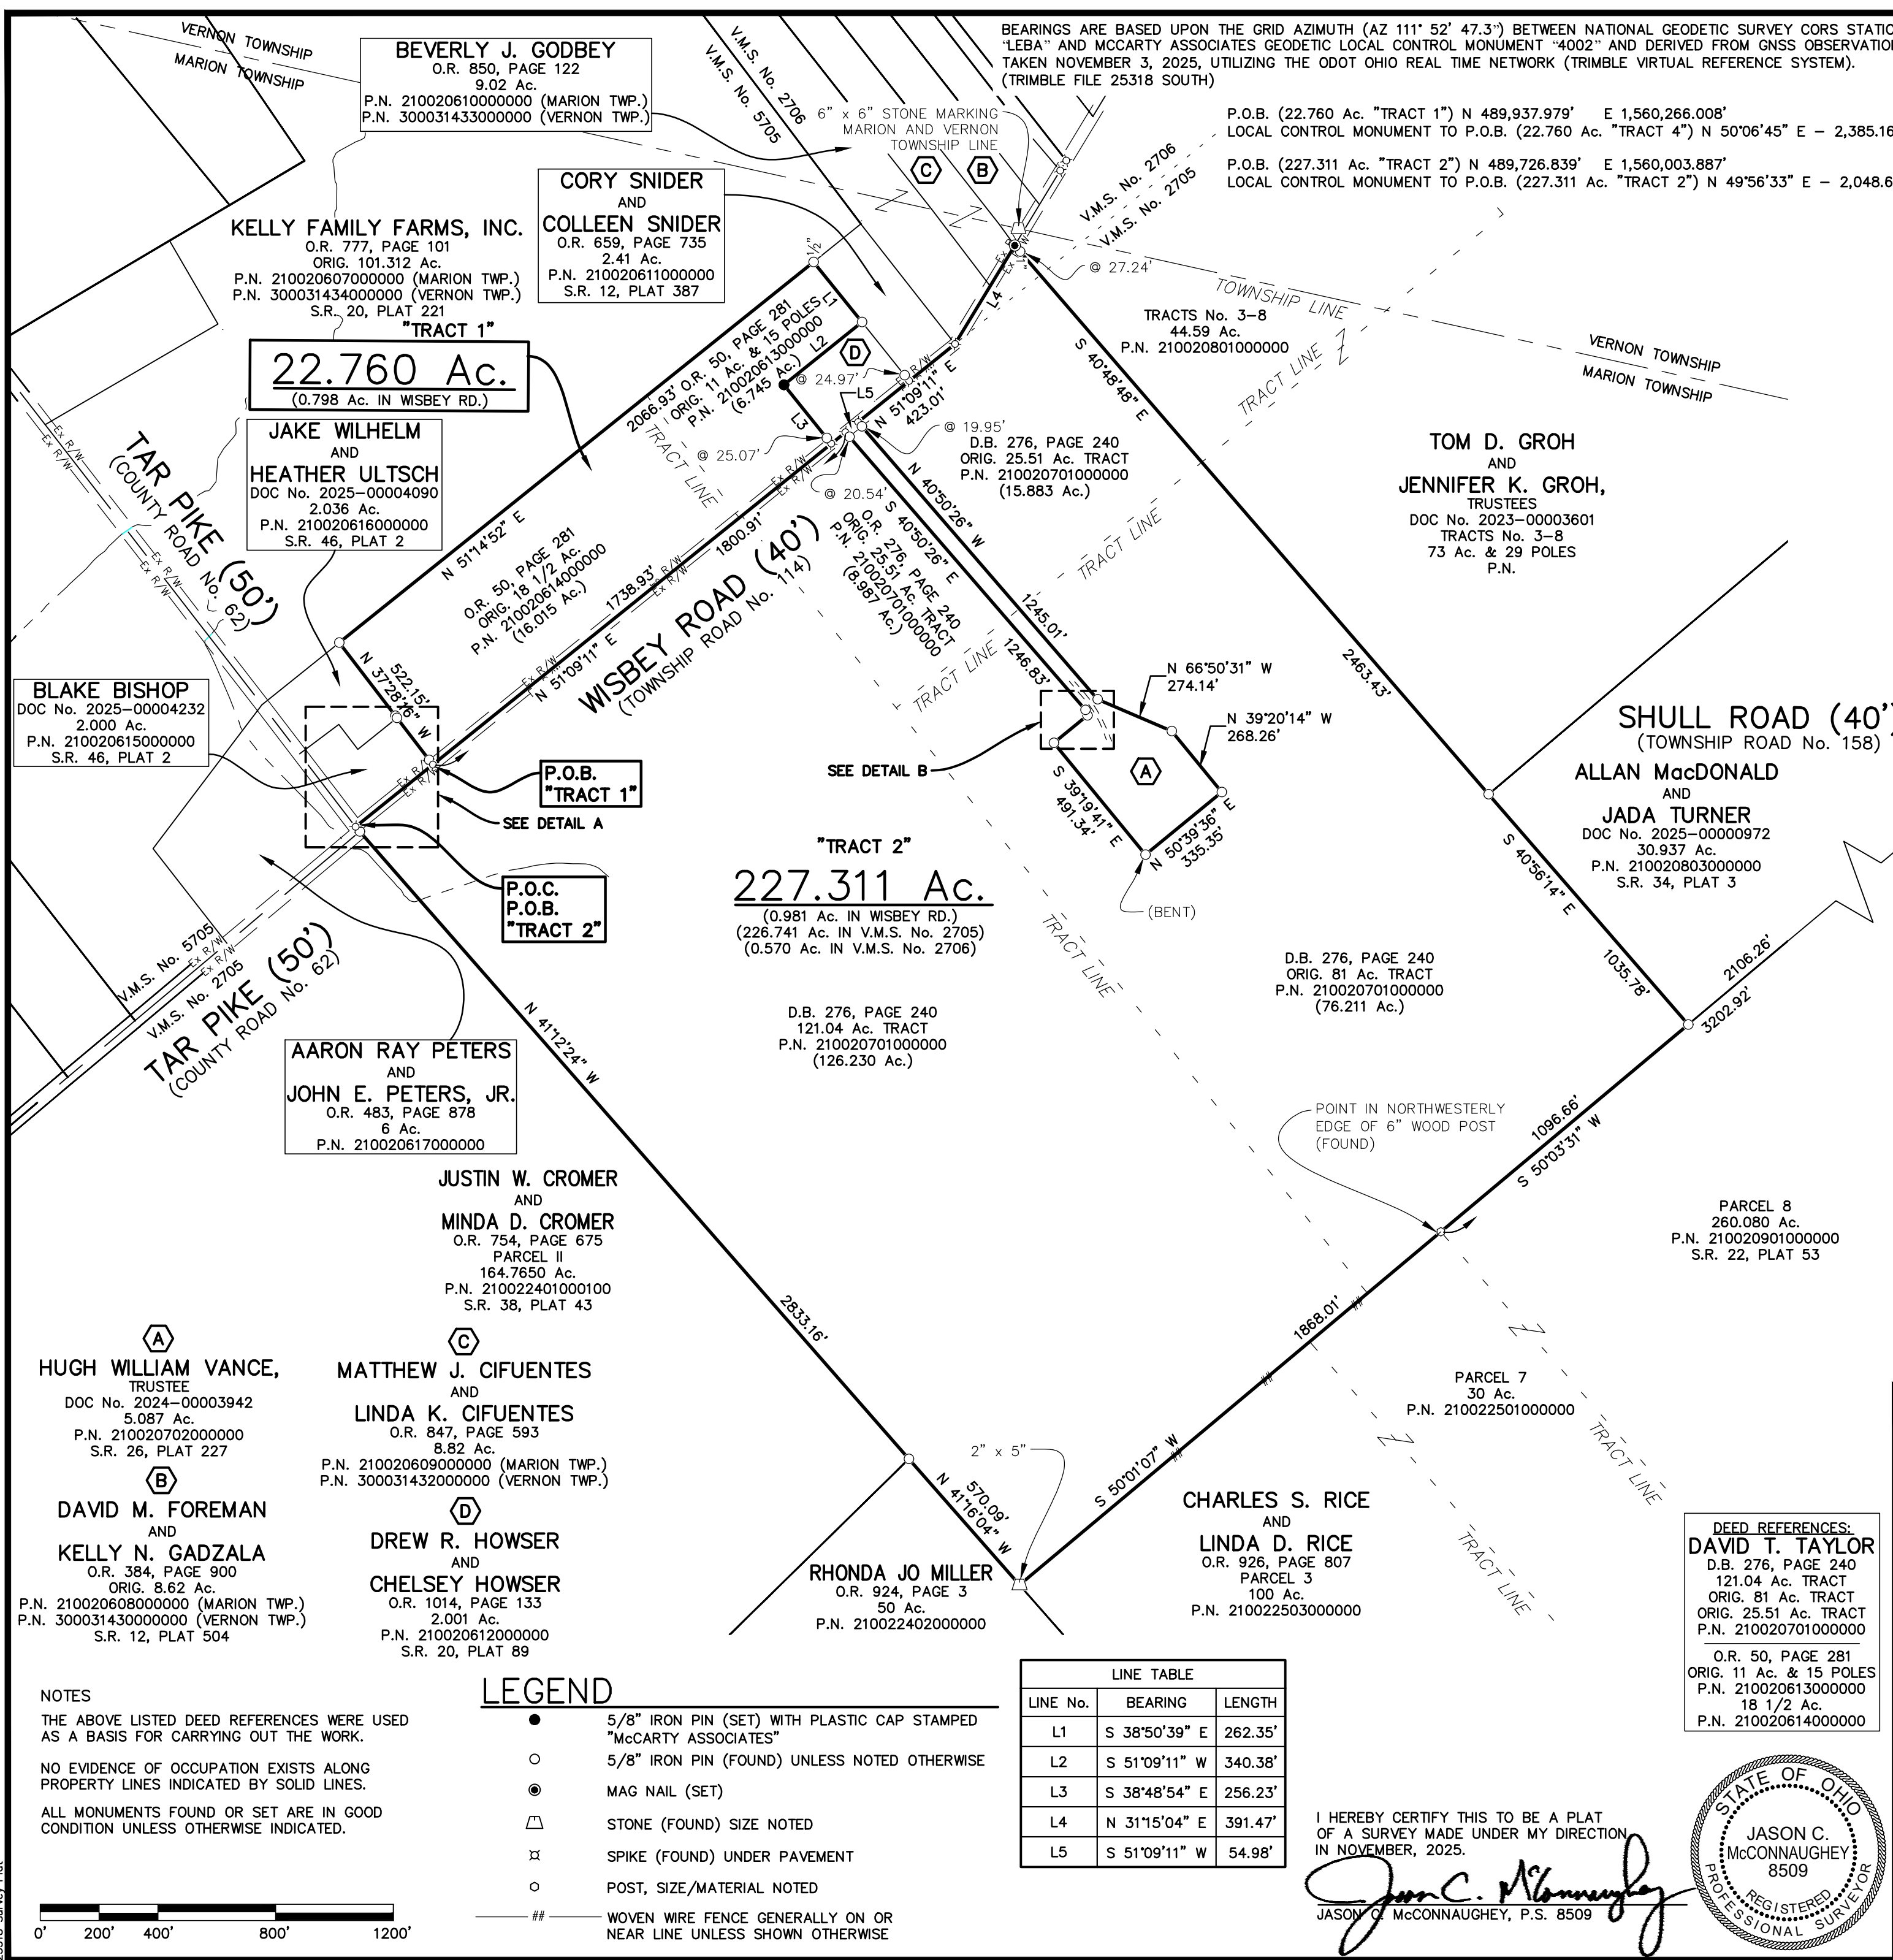 BEARINGS ARE BASED UPON THE GRID AZIMUTH (AZ 111° 52' 47.3") BETWEEN NATIONAL GEODETIC SURVEY CORS STATIO
"LEBA" AND MCCARTY ASSOCIATES GEODETIC LOCAL CONTROL MONUMENT "4002" AND DERIVED FROM GNSS OBSERVATION
TAKEN NOVEMBER 3, 2025, UTILIZING THE ODOT OHIO REAL TIME NETWORK (TRIMBLE VIRTUAL REFERENCE SYSTEM).
(TRIMBLE FILE 25318 SOUTH)
P.O.B. (22.760 Ac. "TRACT 1") N 489,937.979' E 1,560,266.008'
LOCAL CONTROL MONUMENT TO P.O.B. (22.760 Ac. "TRACT 4") N 50°06'45" E – 2,385.16
P.O.B. (227.311 Ac. "TRACT 2") N 489,726.839' E 1,560,003.887'
LOCAL CONTROL MONUMENT TO P.O.B. (227.311 Ac. "TRACT 2") N 49°56'33" E – 2,048.6
VERNON TOWNSHIP
MARION TOWNSHIP
BEVERLY J. GODBEY
O.R. 850, PAGE 122
9.02 Ac.
P.N. 210020610000000 (MARION TWP.)
P.N. 300031433000000 (VERNON TWP.)
V.M.S. No. 2706
V.M.S. No. 5705
6" x 6" STONE MARKING
MARION AND VERNON
TOWNSHIP LINE
C
B
V.M.S. No. 2706
V.M.S. No. 2705
CORY SNIDER
AND
COLLEEN SNIDER
O.R. 659, PAGE 735
2.41 Ac.
P.N. 210020611000000
S.R. 12, PLAT 387
KELLY FAMILY FARMS, INC.
O.R. 777, PAGE 101
ORIG. 101.312 Ac.
P.N. 210020607000000 (MARION TWP.)
P.N. 300031434000000 (VERNON TWP.)
S.R. 20, PLAT 221
"TRACT 1"
22.760 Ac.
(0.798 Ac. IN WISBEY RD.)
1/2"
L1
L2
L3
L4
L5
D
@ 27.24'
@ 24.97'
@ 19.95'
@ 25.07'
@ 20.54'
Ex R/W
Ex R/W
1"
TOWNSHIP LINE
VERNON TOWNSHIP
MARION TOWNSHIP
TRACTS No. 3–8
44.59 Ac.
P.N. 210020801000000
S 40°48'48" E
2463.43'
TRACT LINE
TRACT LINE
2066.93'
O.R. 50, PAGE 281
ORIG. 11 Ac. & 15 POLES
P.N. 210020613000000
(6.745 Ac.)
TRACT LINE
N 51°09'11" E
423.01'
D.B. 276, PAGE 240
ORIG. 25.51 Ac. TRACT
P.N. 210020701000000
(15.883 Ac.)
TOM D. GROH
AND
JENNIFER K. GROH,
TRUSTEES
DOC No. 2023–00003601
TRACTS No. 3–8
73 Ac. & 29 POLES
P.N.
JAKE WILHELM
AND
HEATHER ULTSCH
DOC No. 2025–00004090
2.036 Ac.
P.N. 210020616000000
S.R. 46, PLAT 2
TAR PIKE (50')
(COUNTY ROAD No. 62)
Ex R/W
Ex R/W
Ex R/W
Ex R/W
N 51°14'52" E
O.R. 50, PAGE 281
ORIG. 18 1/2 Ac.
P.N. 210020614000000
(16.015 Ac.)
1738.93'
1800.91'
Ex R/W
Ex R/W
Ex R/W
Ex R/W
Ex R/W
Ex R/W
N 51°09'11" E
WISBEY ROAD (40')
(TOWNSHIP ROAD No. 114)
N 40°50'26" W
1245.01'
S 40°50'26" E
1246.83'
O.R. 276, PAGE 240
ORIG. 25.51 Ac. TRACT
P.N. 210020701000000
(8.987 Ac.)
TRACT LINE
522.15'
N 37°28'16" W
BLAKE BISHOP
DOC No. 2025–00004232
2.000 Ac.
P.N. 210020615000000
S.R. 46, PLAT 2
P.O.B.
"TRACT 1"
SEE DETAIL A
Ex R/W
Ex R/W
P.O.C.
P.O.B.
"TRACT 2"
SEE DETAIL B
N 66°50'31" W
274.14'
N 39°20'14" W
268.26'
A
S 39°19'41" E
491.34'
N 50°39'36" E
335.35'
(BENT)
SHULL ROAD (40')
(TOWNSHIP ROAD No. 158)
ALLAN MacDONALD
AND
JADA TURNER
DOC No. 2025–00000972
30.937 Ac.
P.N. 210020803000000
S.R. 34, PLAT 3
S 40°56'14" E
1035.78'
2106.26'
3202.92'
"TRACT 2"
227.311 Ac.
(0.981 Ac. IN WISBEY RD.)
(226.741 Ac. IN V.M.S. No. 2705)
(0.570 Ac. IN V.M.S. No. 2706)
TRACT LINE
D.B. 276, PAGE 240
ORIG. 81 Ac. TRACT
P.N. 210020701000000
(76.211 Ac.)
D.B. 276, PAGE 240
121.04 Ac. TRACT
P.N. 210020701000000
(126.230 Ac.)
V.M.S. No. 5705
V.M.S. No. 2705
Ex R/W
Ex R/W
TAR PIKE (50')
(COUNTY ROAD No. 62)
N 41°12'24" W
2833.16'
AARON RAY PETERS
AND
JOHN E. PETERS, JR.
O.R. 483, PAGE 878
6 Ac.
P.N. 210020617000000
POINT IN NORTHWESTERLY
EDGE OF 6" WOOD POST
(FOUND)
1096.66'
S 50°03'31" W
PARCEL 8
260.080 Ac.
P.N. 210020901000000
S.R. 22, PLAT 53
JUSTIN W. CROMER
AND
MINDA D. CROMER
O.R. 754, PAGE 675
PARCEL II
164.7650 Ac.
P.N. 210022401000100
S.R. 38, PLAT 43
1868.01'
S 50°01'07" W
##
##
##
PARCEL 7
30 Ac.
P.N. 210022501000000
TRACT LINE
TRACT LINE
A
HUGH WILLIAM VANCE,
TRUSTEE
DOC No. 2024–00003942
5.087 Ac.
P.N. 210020702000000
S.R. 26, PLAT 227
C
MATTHEW J. CIFUENTES
AND
LINDA K. CIFUENTES
O.R. 847, PAGE 593
8.82 Ac.
P.N. 210020609000000 (MARION TWP.)
P.N. 300031432000000 (VERNON TWP.)
B
DAVID M. FOREMAN
AND
KELLY N. GADZALA
O.R. 384, PAGE 900
ORIG. 8.62 Ac.
P.N. 210020608000000 (MARION TWP.)
P.N. 300031430000000 (VERNON TWP.)
S.R. 12, PLAT 504
D
DREW R. HOWSER
AND
CHELSEY HOWSER
O.R. 1014, PAGE 133
2.001 Ac.
P.N. 210020612000000
S.R. 20, PLAT 89
2" x 5"
570.09'
N 41°16'04" W
RHONDA JO MILLER
O.R. 924, PAGE 3
50 Ac.
P.N. 210022402000000
CHARLES S. RICE
AND
LINDA D. RICE
O.R. 926, PAGE 807
PARCEL 3
100 Ac.
P.N. 210022503000000
DEED REFERENCES:
DAVID T. TAYLOR
D.B. 276, PAGE 240
121.04 Ac. TRACT
ORIG. 81 Ac. TRACT
ORIG. 25.51 Ac. TRACT
P.N. 210020701000000
O.R. 50, PAGE 281
ORIG. 11 Ac. & 15 POLES
P.N. 210020613000000
18 1/2 Ac.
P.N. 210020614000000
NOTES
THE ABOVE LISTED DEED REFERENCES WERE USED
AS A BASIS FOR CARRYING OUT THE WORK.
NO EVIDENCE OF OCCUPATION EXISTS ALONG
PROPERTY LINES INDICATED BY SOLID LINES.
ALL MONUMENTS FOUND OR SET ARE IN GOOD
CONDITION UNLESS OTHERWISE INDICATED.
0' 200' 400' 800' 1200'
LEGEND
5/8" IRON PIN (SET) WITH PLASTIC CAP STAMPED
"McCARTY ASSOCIATES"
5/8" IRON PIN (FOUND) UNLESS NOTED OTHERWISE
MAG NAIL (SET)
STONE (FOUND) SIZE NOTED
SPIKE (FOUND) UNDER PAVEMENT
POST, SIZE/MATERIAL NOTED
## WOVEN WIRE FENCE GENERALLY ON OR
NEAR LINE UNLESS SHOWN OTHERWISE
LINE TABLE
LINE No. BEARING LENGTH
L1 S 38°50'39" E 262.35'
L2 S 51°09'11" W 340.38'
L3 S 38°48'54" E 256.23'
L4 N 31°15'04" E 391.47'
L5 S 51°09'11" W 54.98'
I HEREBY CERTIFY THIS TO BE A PLAT
OF A SURVEY MADE UNDER MY DIRECTION
IN NOVEMBER, 2025.
Jason C. McConnaughey
JASON C. McCONNAUGHEY, P.S. 8509
STATE OF OHIO
JASON C.
McCONNAUGHEY
8509
REGISTERED
PROFESSIONAL SURVEYOR